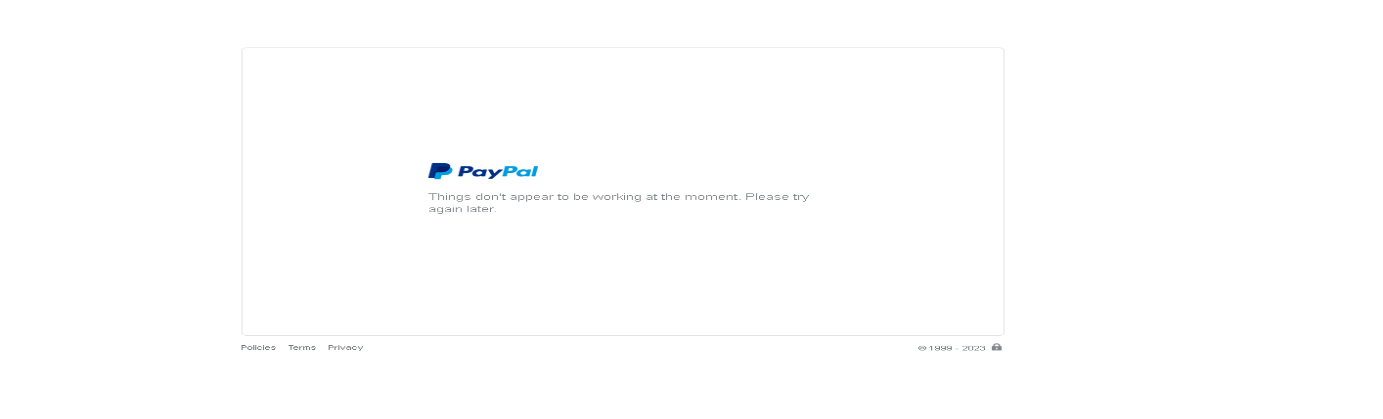 PayPal
Things don't appear to be working at the moment. Please try
again later.
Policies Terms Privacy © 1999 - 2023